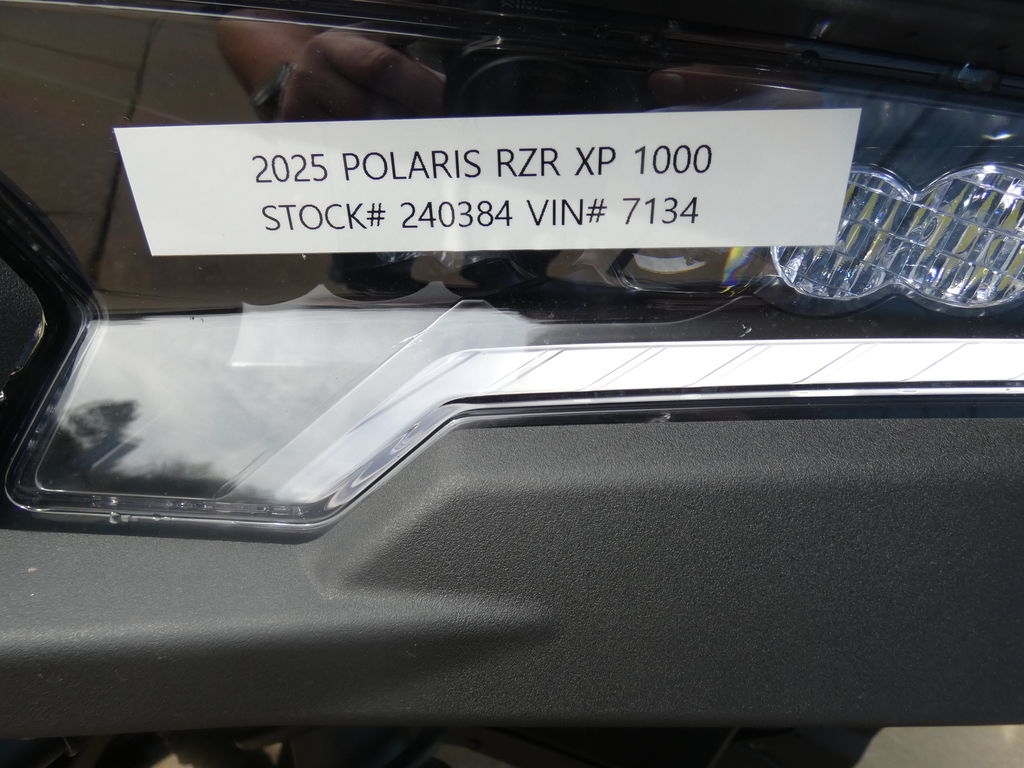 2025 POLARIS RZR XP 1000
STOCK# 240384 VIN# 7134